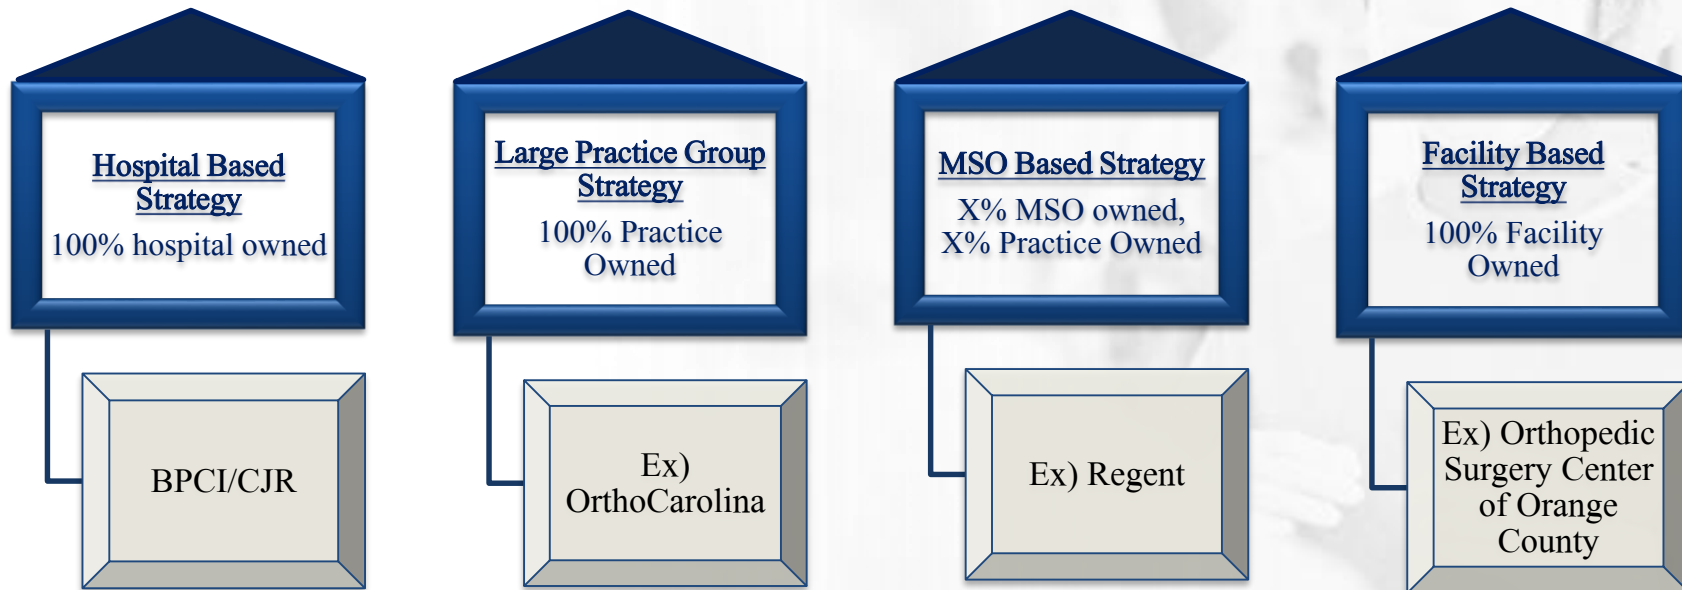 Hospital Based
Strategy
100% hospital owned
BPCI/CJR
Large Practice Group
Strategy
100% Practice
Owned
Ex)
OrthoCarolina
MSO Based Strategy
X% MSO owned,
X% Practice Owned
Ex) Regent
Facility Based
Strategy
100% Facility
Owned
Ex) Orthopedic
Surgery Center
of Orange
County